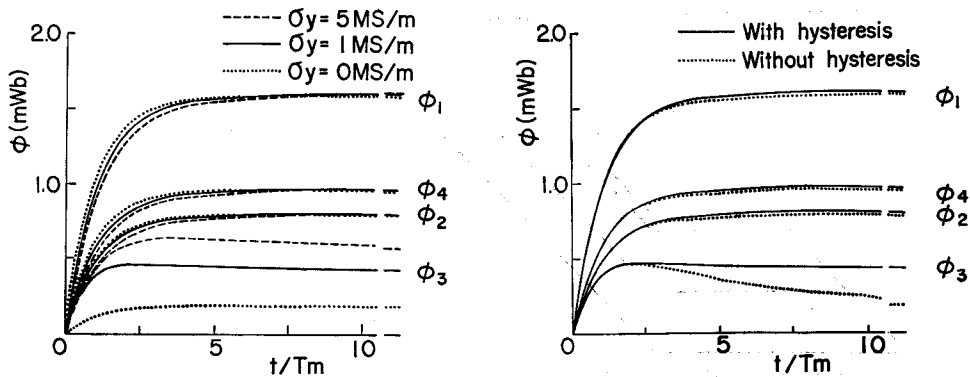 σy= 5MS/m
σy= 1MS/m
σy= 0MS/m
2.0
1.0
0
5
10
ϕ (mWb)
t/Tm
ϕ1
ϕ4
ϕ2
ϕ3
With hysteresis
Without hysteresis
2.0
1.0
0
5
10
ϕ (mWb)
t/Tm
ϕ1
ϕ4
ϕ2
ϕ3